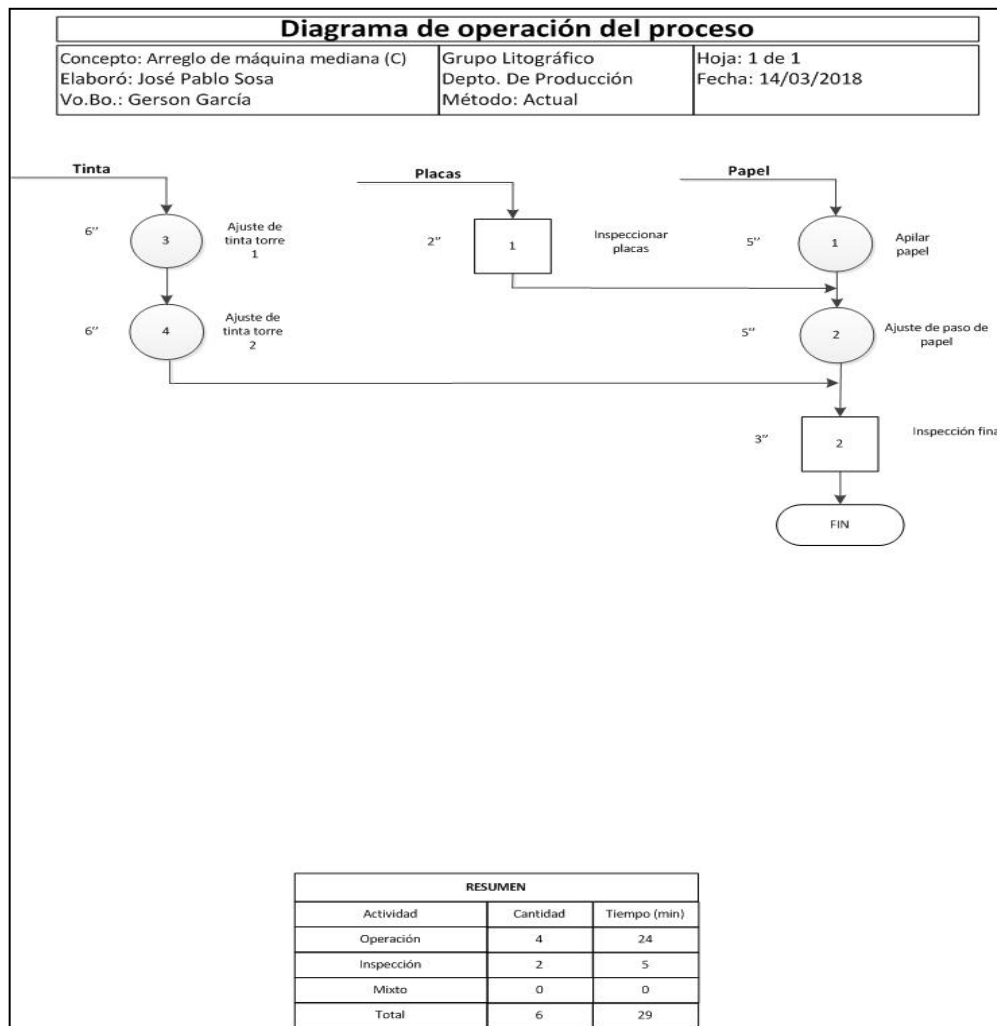 Diagrama de operación del proceso
Concepto: Arreglo de máquina mediana (C)
Elaboró: José Pablo Sosa
Vo.Bo.: Gerson García
Grupo Litográfico
Depto. De Producción
Método: Actual
Hoja: 1 de 1
Fecha: 14/03/2018
Tinta
Placas
Papel
6’’
3
Ajuste de
tinta torre
1
2’’
1
Inspeccionar
placas
5’’
1
Apilar
papel
6’’
4
Ajuste de
tinta torre
2
5’’
2
Ajuste de paso de
papel
3’’
2
Inspección fina
FIN
RESUMEN
Actividad Cantidad Tiempo (min)
Operación 4 24
Inspección 2 5
Mixto 0 0
Total 6 29